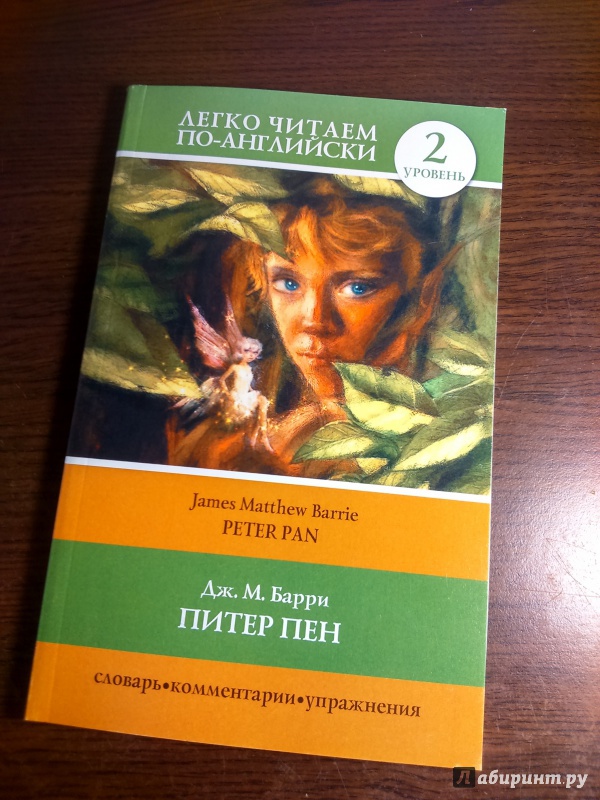 ЛЕГКО ЧИТАЕМ
ПО-АНГЛИЙСКИ
2
УРОВЕНЬ
James Matthew Barrie
PETER PAN
Дж. М. Барри
ПИТЕР ПЕН
словарь•комментарии•упражнения
Лабиринт.ру